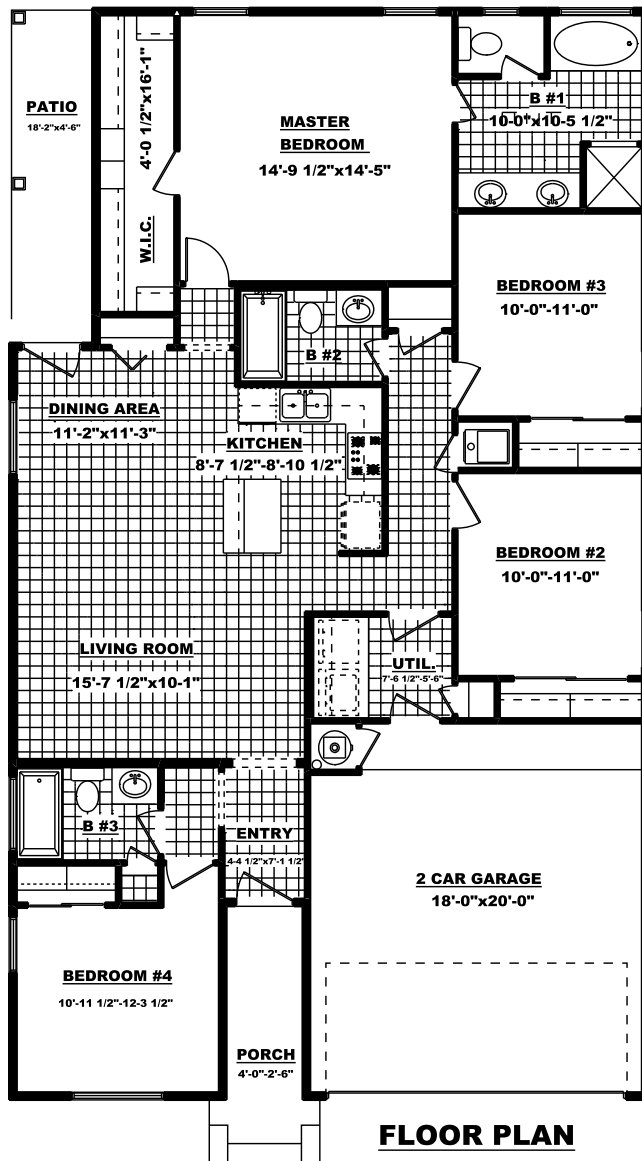 PATIO
18'-2"x4'-6"
4'-0 1/2"x16'-1"
W.I.C.
MASTER
BEDROOM
14'-9 1/2"x14'-5"
B #1
10-0"x10-5 1/2"
BEDROOM #3
10'-0"-11'-0"
B #2
DINING AREA
11'-2"x11'-3"
KITCHEN
8'-7 1/2"-8'-10 1/2"
BEDROOM #2
10'-0"-11'-0"
LIVING ROOM
15'-7 1/2"x10-1"
UTIL.
7'-6 1/2"-5'-6"
B #3
ENTRY
4-4 1/2"x7'-1 1/2"
2 CAR GARAGE
18'-0"x20'-0"
BEDROOM #4
10'-11 1/2"-12-3 1/2"
PORCH
4'-0"-2'-6"
FLOOR PLAN